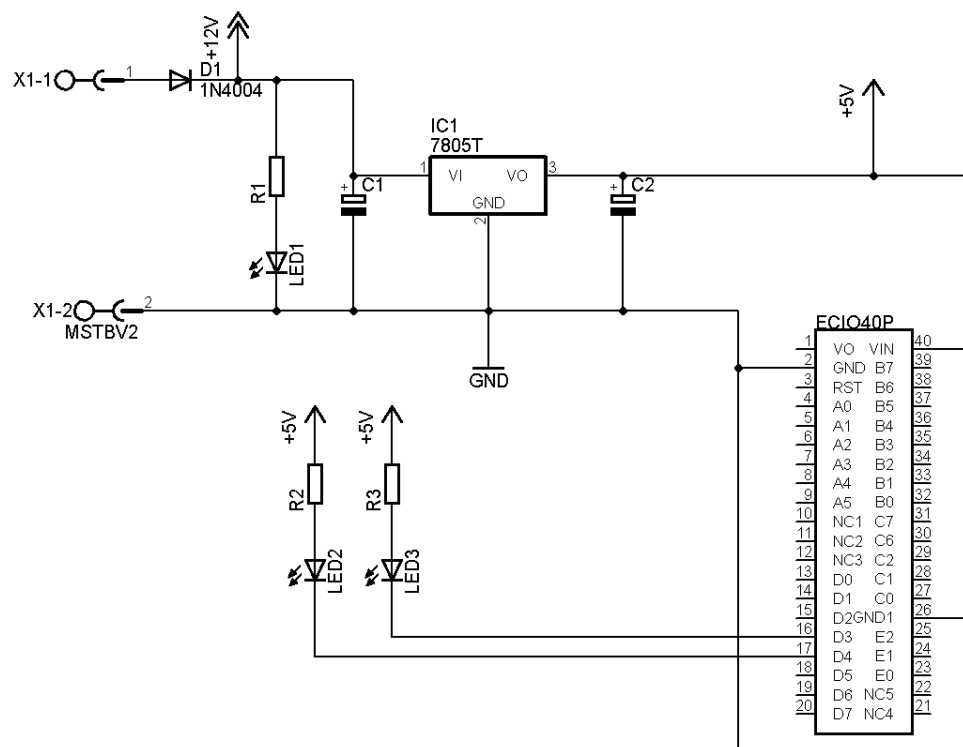 +12V
X1-1
1
D1
1N4004
+5V
IC1
7805T
1
VI
VO
3
GND
2
R1
+
C1
+
C2
LED1
X1-2
2
MSTBV2
GND
ECIO40P
1 VO VIN 40
2 GND B7 39
3 RST B6 38
4 A0 B5 37
5 A1 B4 36
6 A2 B3 35
7 A3 B2 34
8 A4 B1 33
9 A5 B0 32
10 NC1 C7 31
11 NC2 C6 30
12 NC3 C2 29
13 D0 C1 28
14 D1 C0 27
15 D2 GND1 26
16 D3 E2 25
17 D4 E1 24
18 D5 E0 23
19 D6 NC5 22
20 D7 NC4 21
+5V
+5V
R2
R3
LED2
LED3